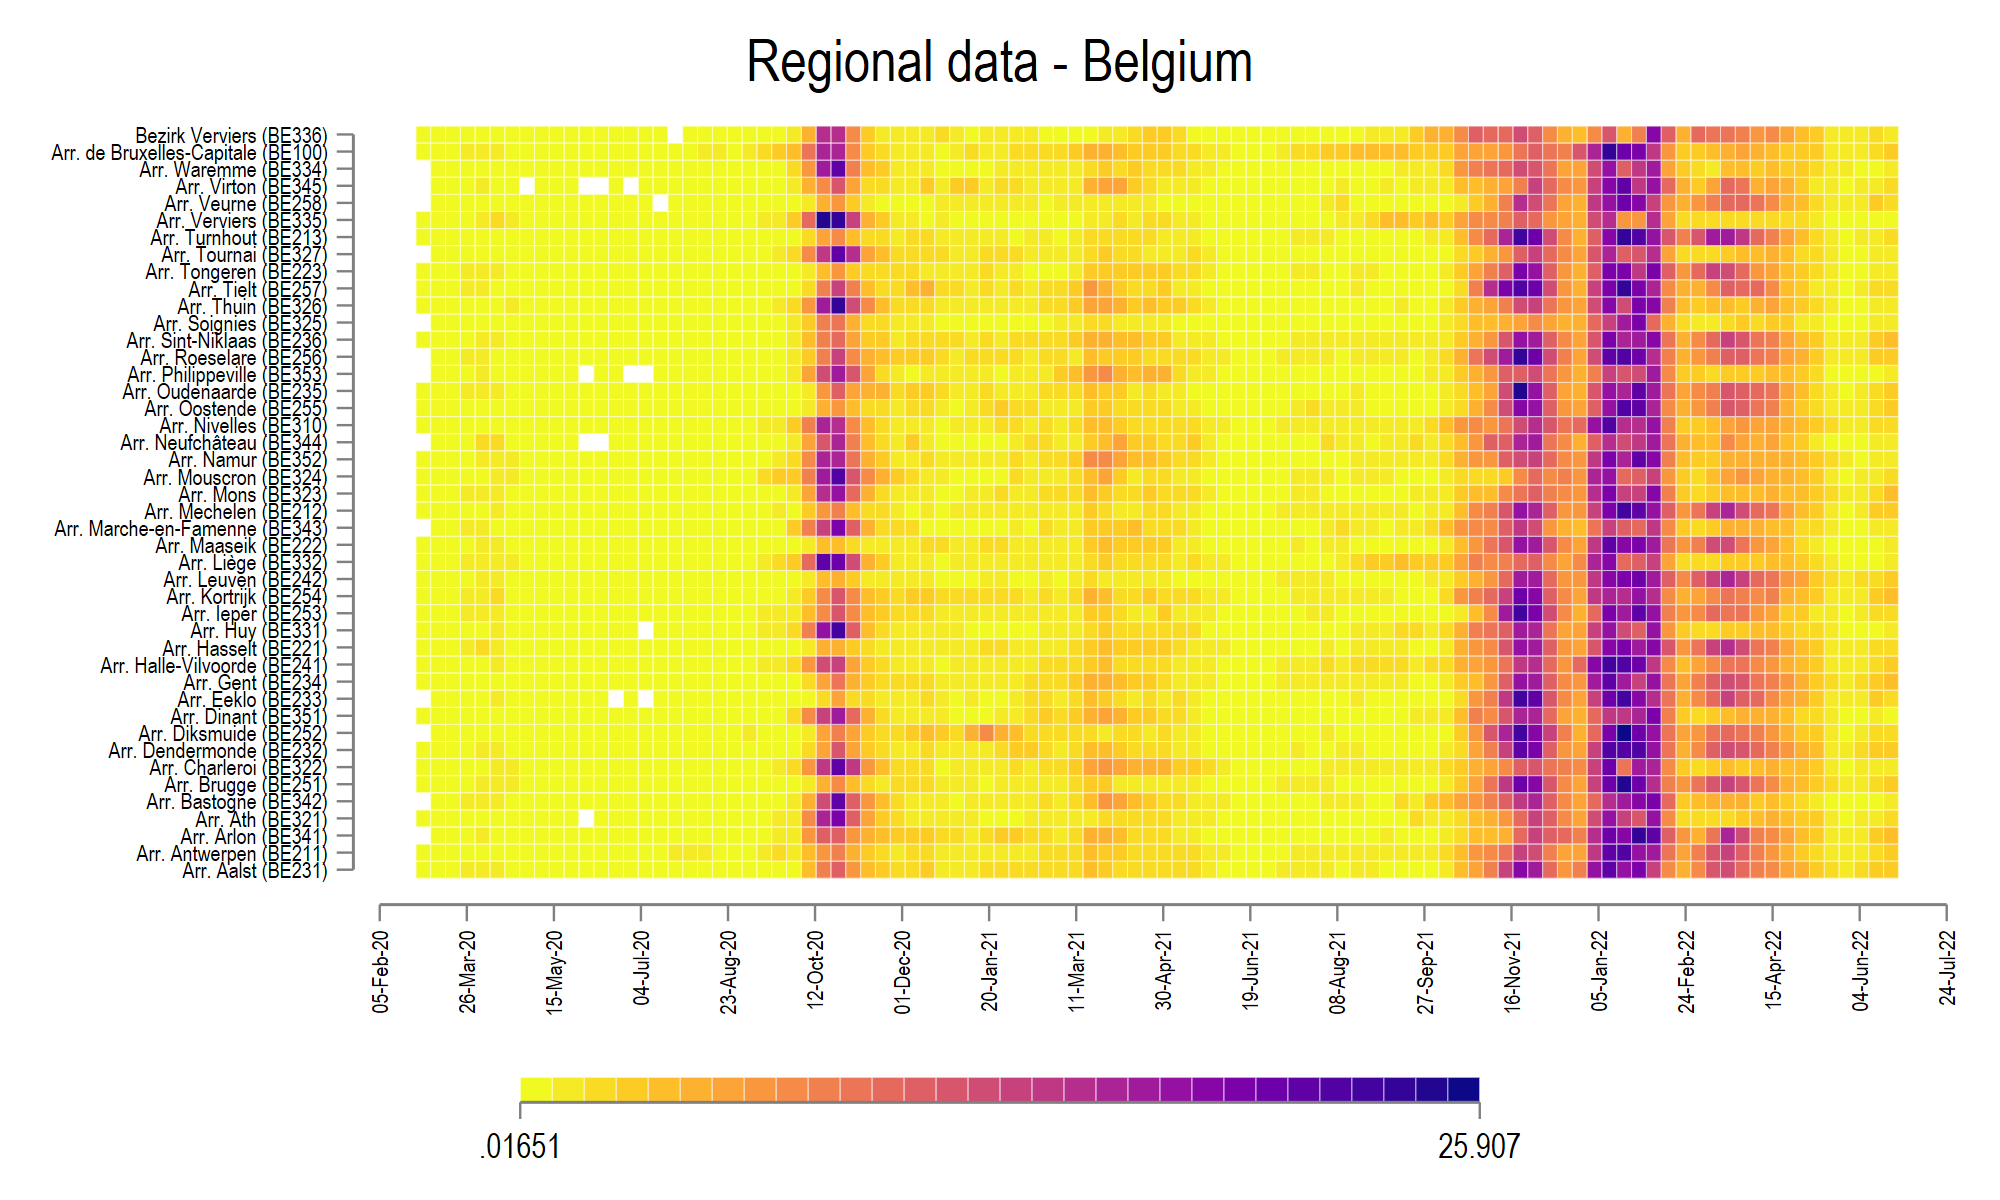 Regional data - Belgium
Bezirk Verviers (BE336)
Arr. de Bruxelles-Capitale (BE100)
Arr. Waremme (BE334)
Arr. Virton (BE345)
Arr. Veurne (BE258)
Arr. Verviers (BE335)
Arr. Turnhout (BE213)
Arr. Tournai (BE327)
Arr. Tongeren (BE223)
Arr. Tielt (BE257)
Arr. Thuin (BE326)
Arr. Soignies (BE325)
Arr. Sint-Niklaas (BE236)
Arr. Roeselare (BE256)
Arr. Philippeville (BE353)
Arr. Oudenaarde (BE235)
Arr. Oostende (BE255)
Arr. Nivelles (BE310)
Arr. Neufchâteau (BE344)
Arr. Namur (BE352)
Arr. Mouscron (BE324)
Arr. Mons (BE323)
Arr. Mechelen (BE212)
Arr. Marche-en-Famenne (BE343)
Arr. Maaseik (BE222)
Arr. Liège (BE332)
Arr. Leuven (BE242)
Arr. Kortrijk (BE254)
Arr. Ieper (BE253)
Arr. Huy (BE331)
Arr. Hasselt (BE221)
Arr. Halle-Vilvoorde (BE241)
Arr. Gent (BE234)
Arr. Eeklo (BE233)
Arr. Dinant (BE351)
Arr. Diksmuide (BE252)
Arr. Dendermonde (BE232)
Arr. Charleroi (BE322)
Arr. Brugge (BE251)
Arr. Bastogne (BE342)
Arr. Ath (BE321)
Arr. Arlon (BE341)
Arr. Antwerpen (BE211)
Arr. Aalst (BE231)
05-Feb-20
26-Mar-20
15-May-20
04-Jul-20
23-Aug-20
12-Oct-20
01-Dec-20
20-Jan-21
11-Mar-21
30-Apr-21
19-Jun-21
08-Aug-21
27-Sep-21
16-Nov-21
05-Jan-22
24-Feb-22
15-Apr-22
04-Jun-22
24-Jul-22
.01651
25.907